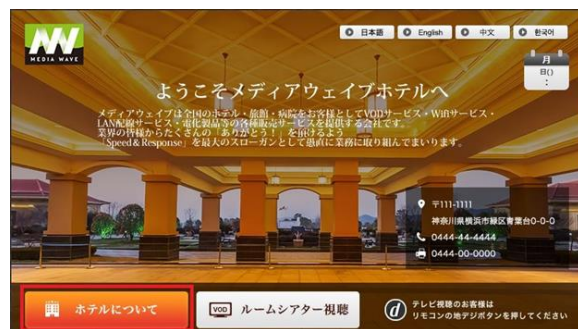 日本語
English
中文
한국어
MEDIA WAVE
月
日()
:
ようこそメディアウェイブホテルへ
メディアウェイブは全国のホテル・旅館・病院をお客様としてVODサービス・Wifiサービス・
LAN配線サービス・電化製品等の各種販売サービスを提供する会社です。
業界の皆様からたくさんの「ありがとう！」を頂けるよう
「Speed & Response」を最大のスローガンとして愚直に業務に取り組んでまいります。
〒111-1111
神奈川県横浜市緑区青葉台0-0-0
0444-44-4444
0444-00-0000
ホテルについて
VOD ルームシアター視聴
d テレビ視聴のお客様は
リモコンの地デジボタンを押してください